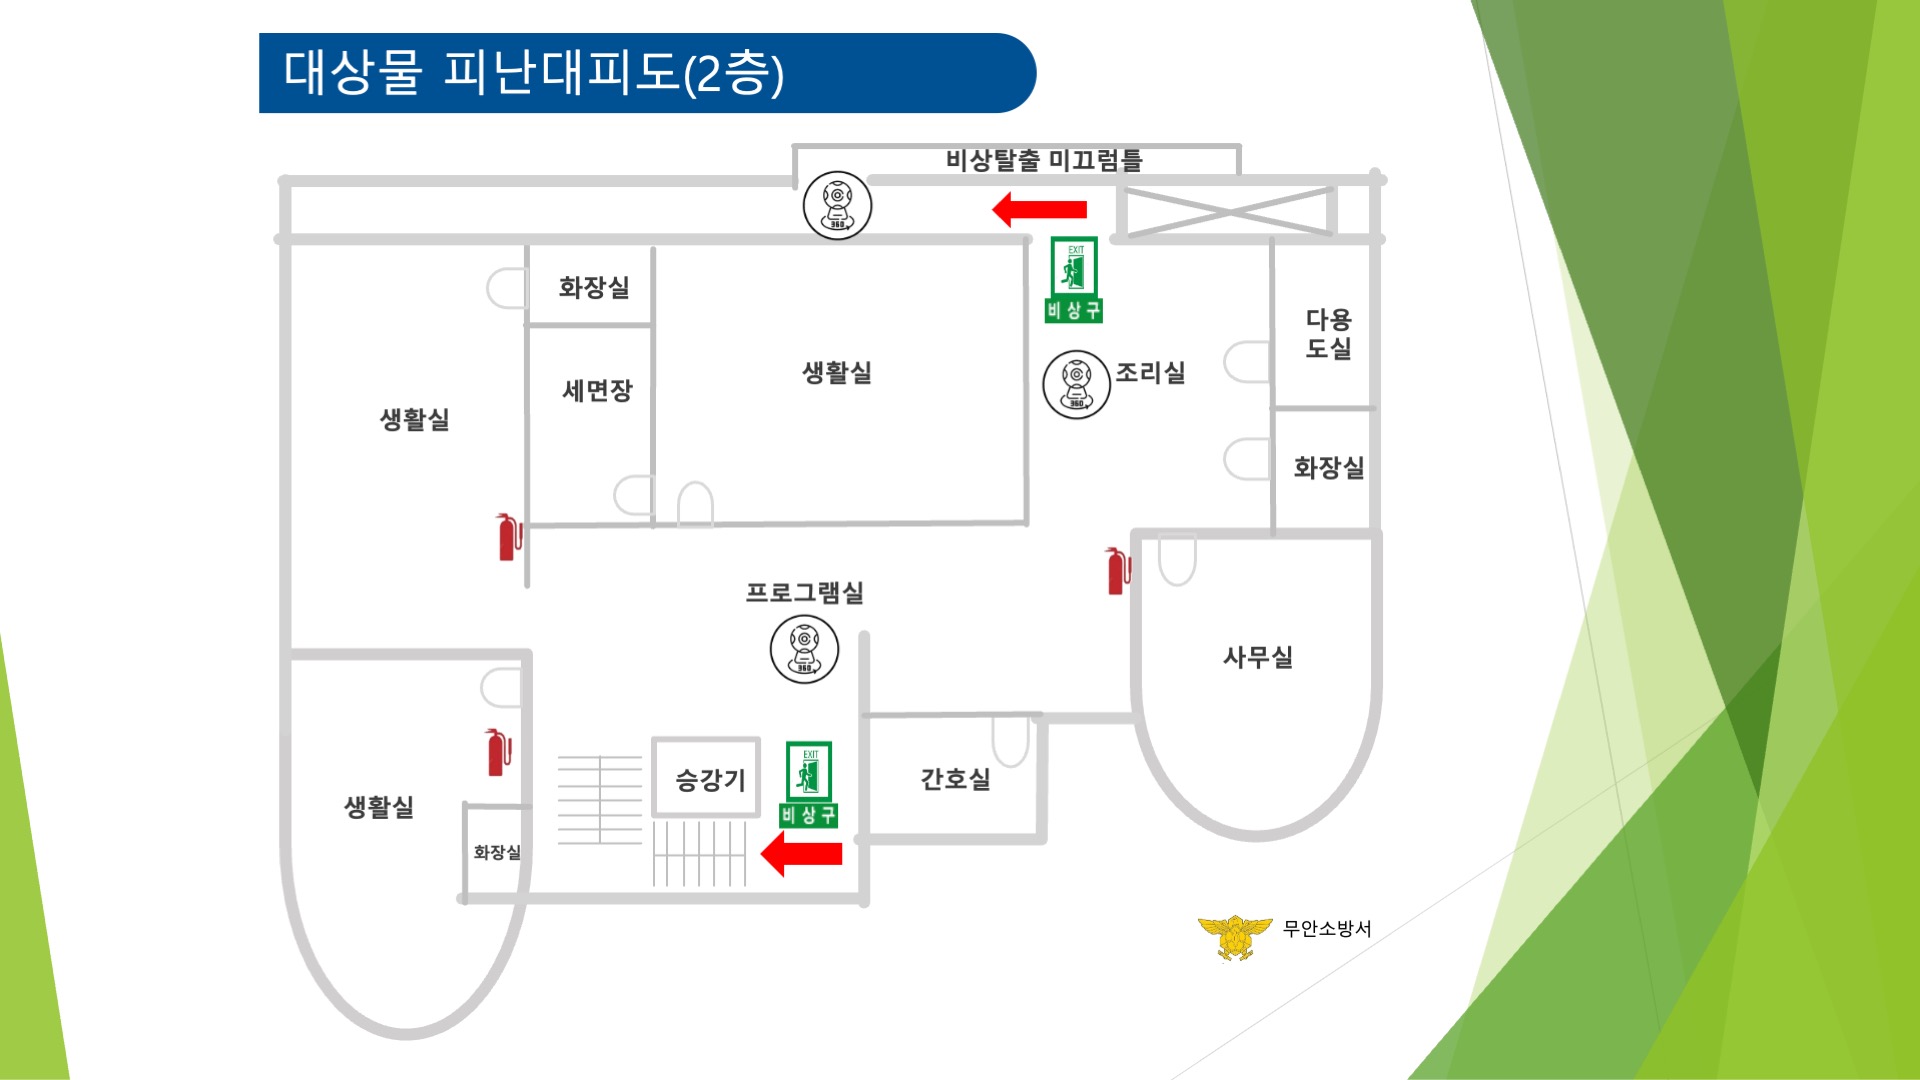 대상물 피난대피도(2층)
비상탈출 미끄럼틀
360
EXIT
비상구
화장실
다용
도실
생활실
조리실
360
세면장
생활실
화장실
프로그램실
360
사무실
EXIT
승강기
간호실
비상구
생활실
화장실
무안소방서